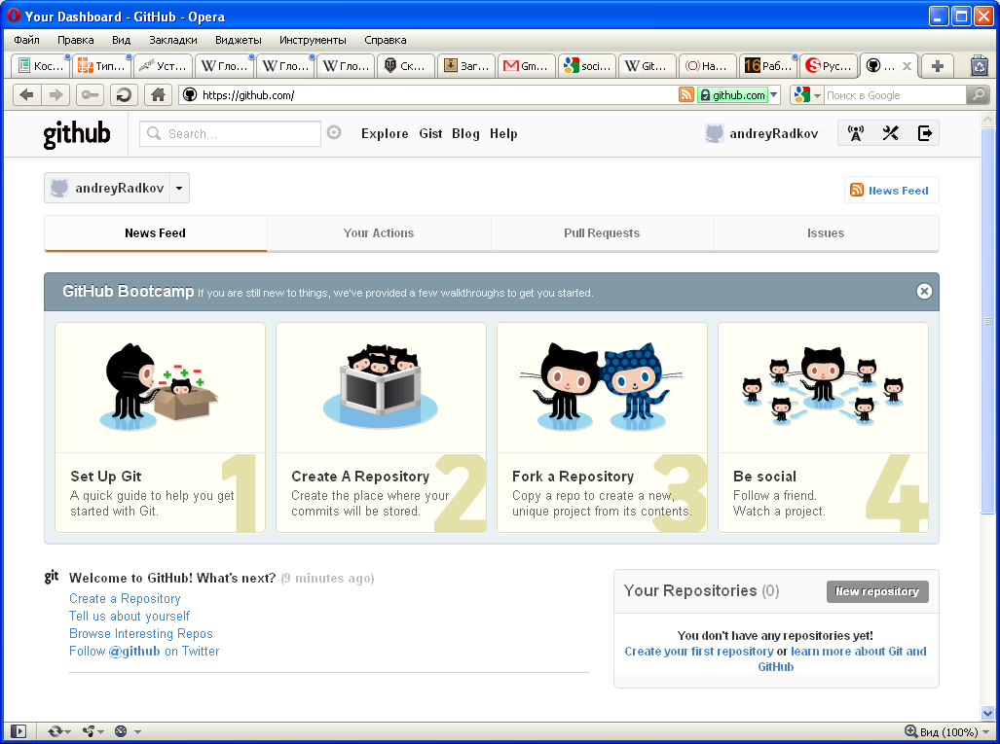 Your Dashboard - GitHub - Opera
Файл Правка Вид Закладки Виджеты Инструменты Справка
Кос... Тип... Уст... Гло... Гло... Гло... Ск... Заг... Gm... soci... Git... На... 16 Раб... Рус... ...
https://github.com/ github.com Поиск в Google
github Search... Explore Gist Blog Help andreyRadkov
andreyRadkov News Feed
News Feed Your Actions Pull Requests Issues
GitHub Bootcamp If you are still new to things, we've provided a few walkthroughs to get you started.
Set Up Git
A quick guide to help you get
started with Git.
1
Create A Repository
Create the place where your
commits will be stored.
2
Fork a Repository
Copy a repo to create a new,
unique project from its contents.
3
Be social
Follow a friend.
Watch a project.
4
git Welcome to GitHub! What's next? (9 minutes ago)
Create a Repository
Tell us about yourself
Browse Interesting Repos
Follow @github on Twitter
Your Repositories (0) New repository
You don't have any repositories yet!
Create your first repository or learn more about Git and
GitHub
Вид (100%)